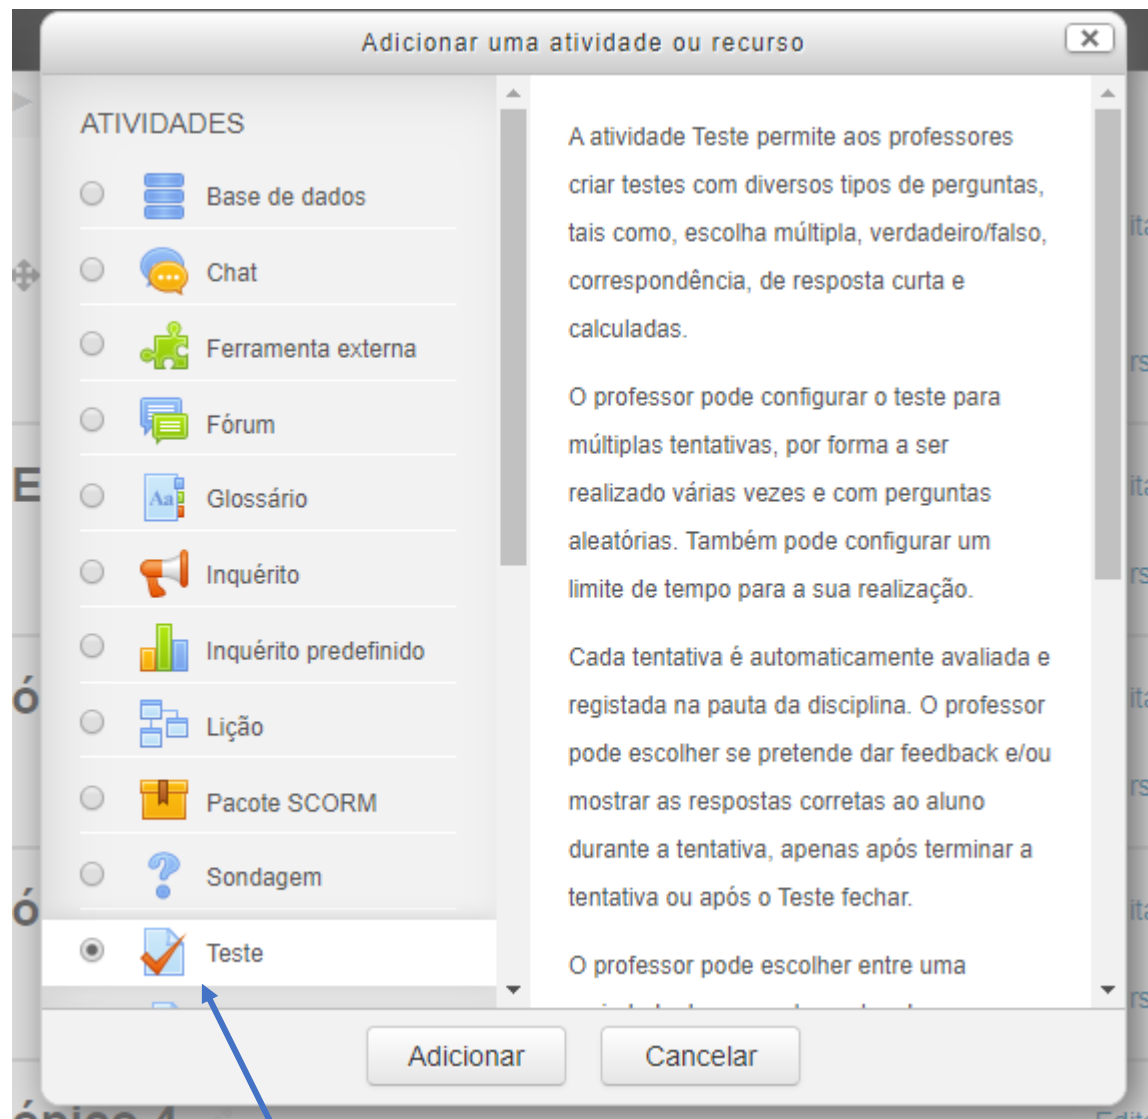 Adicionar uma atividade ou recurso
ATIVIDADES
Base de dados
Chat
Ferramenta externa
Fórum
Aa
Glossário
Inquérito
Inquérito predefinido
Lição
Pacote SCORM
Sondagem
Teste
A atividade Teste permite aos professores
criar testes com diversos tipos de perguntas,
tais como, escolha múltipla, verdadeiro/falso,
correspondência, de resposta curta e
calculadas.
O professor pode configurar o teste para
múltiplas tentativas, por forma a ser
realizado várias vezes e com perguntas
aleatórias. Também pode configurar um
limite de tempo para a sua realização.
Cada tentativa é automaticamente avaliada e
registada na pauta da disciplina. O professor
pode escolher se pretende dar feedback e/ou
mostrar as respostas corretas ao aluno
durante a tentativa, apenas após terminar a
tentativa ou após o Teste fechar.
O professor pode escolher entre uma
Adicionar
Cancelar